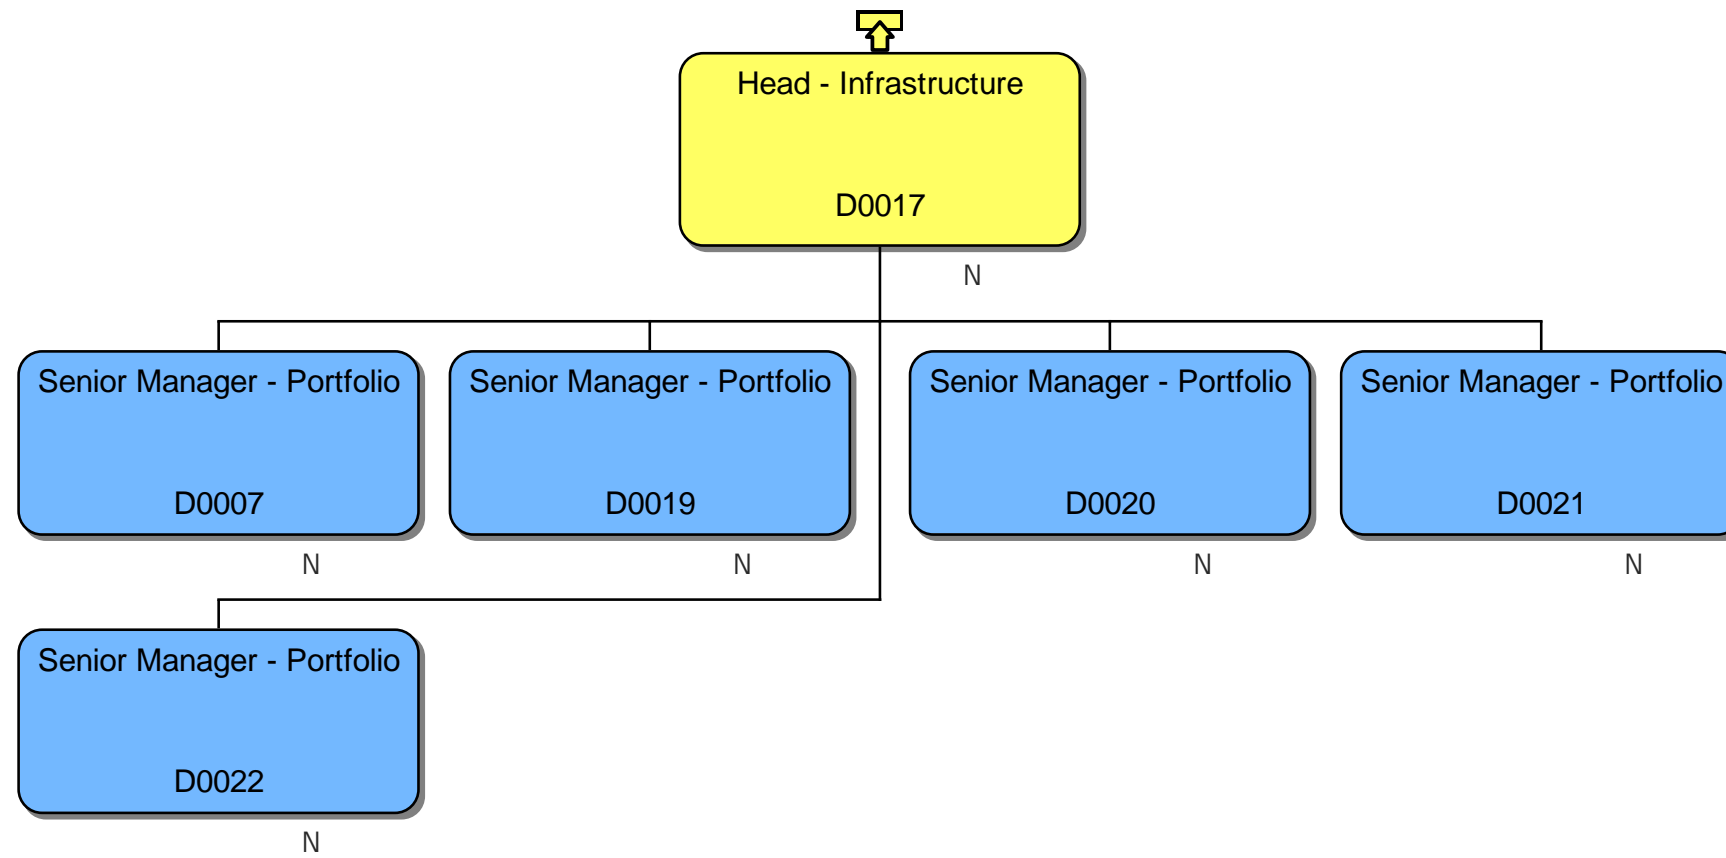 Head - Infrastructure
D0017
N
Senior Manager - Portfolio
D0007
N
Senior Manager - Portfolio
D0019
N
Senior Manager - Portfolio
D0020
N
Senior Manager - Portfolio
D0021
N
Senior Manager - Portfolio
D0022
N